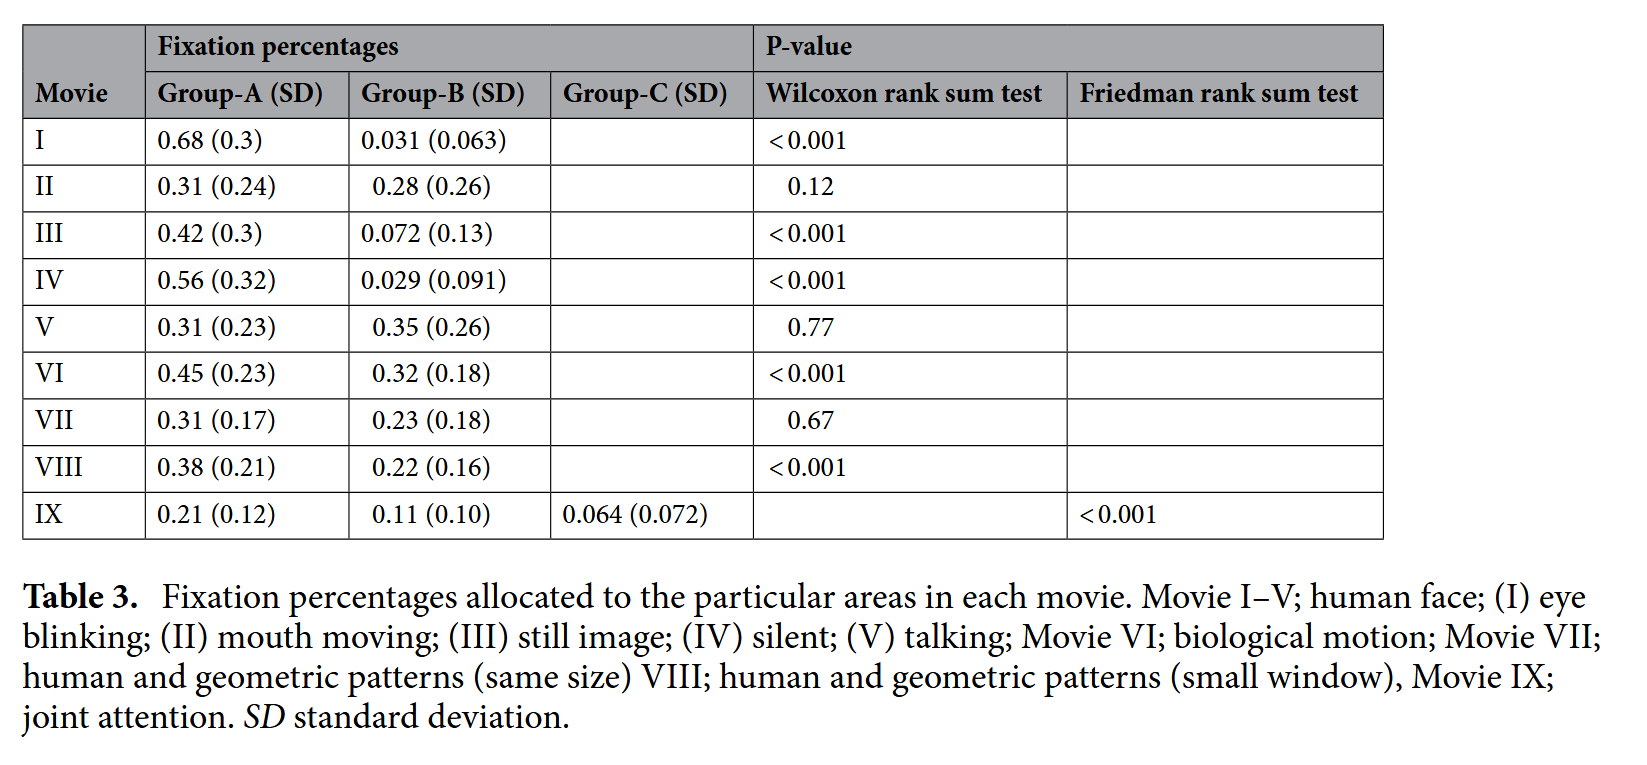 Fixation percentages P-value
Movie Group-A (SD) Group-B (SD) Group-C (SD) Wilcoxon rank sum test Friedman rank sum test
I 0.68 (0.3) 0.031 (0.063) <0.001
II 0.31 (0.24) 0.28 (0.26) 0.12
III 0.42 (0.3) 0.072 (0.13) <0.001
IV 0.56 (0.32) 0.029 (0.091) <0.001
V 0.31 (0.23) 0.35 (0.26) 0.77
VI 0.45 (0.23) 0.32 (0.18) <0.001
VII 0.31 (0.17) 0.23 (0.18) 0.67
VIII 0.38 (0.21) 0.22 (0.16) <0.001
IX 0.21 (0.12) 0.11 (0.10) 0.064 (0.072) <0.001
Table 3. Fixation percentages allocated to the particular areas in each movie. Movie I–V; human face; (I) eye
blinking; (II) mouth moving; (III) still image; (IV) silent; (V) talking; Movie VI; biological motion; Movie VII;
human and geometric patterns (same size) VIII; human and geometric patterns (small window), Movie IX;
joint attention. SD standard deviation.